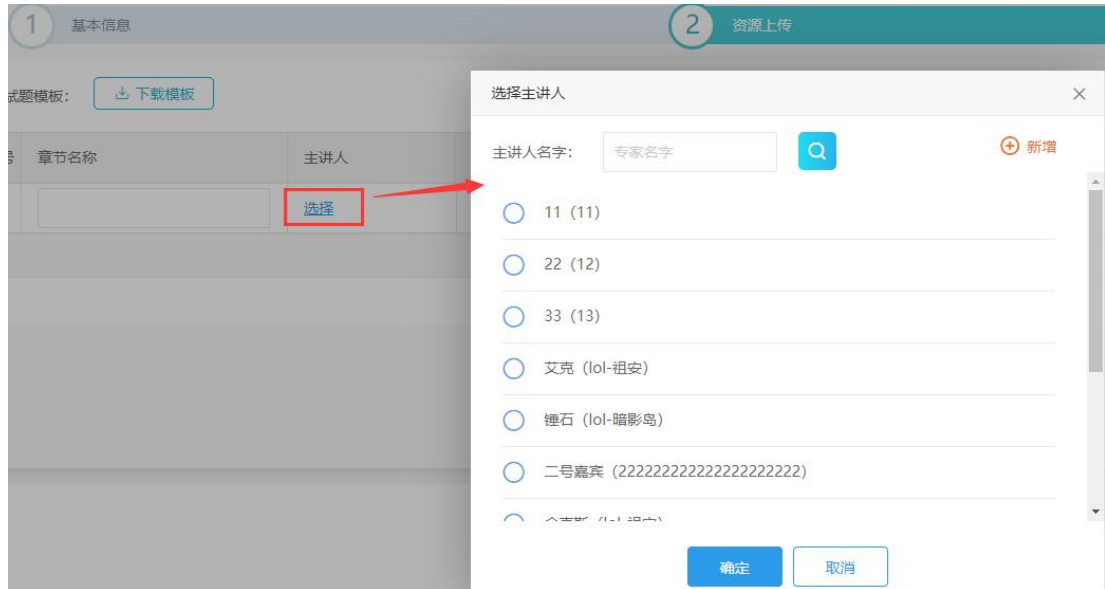 1 基本信息
2 资源上传
试题模板： 下载模板
选择主讲人
主讲人名字： 专家名字 新增
章节名称 主讲人
选择
11（11）
22（12）
33（13）
艾克（lol-祖安）
锤石（lol-暗影岛）
二号嘉宾（222222222222222222222）
确定 取消